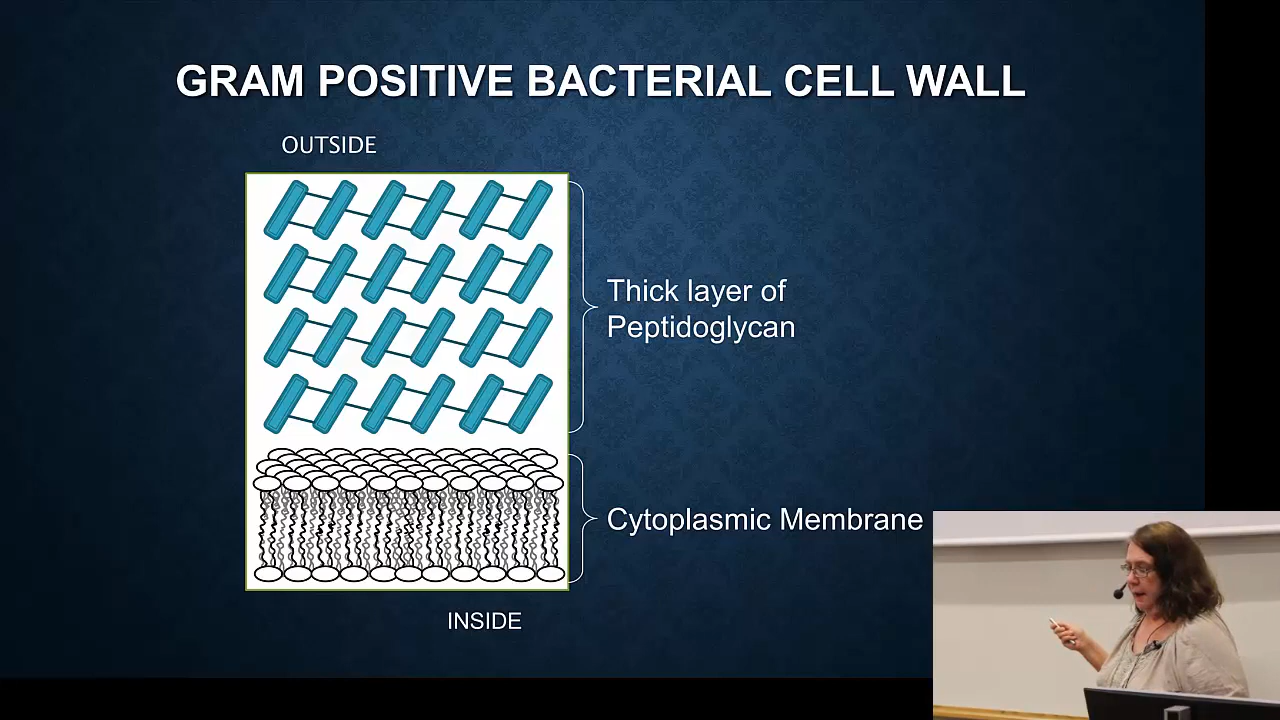 GRAM POSITIVE BACTERIAL CELL WALL
OUTSIDE
Thick layer of
Peptidoglycan
Cytoplasmic Membrane
INSIDE